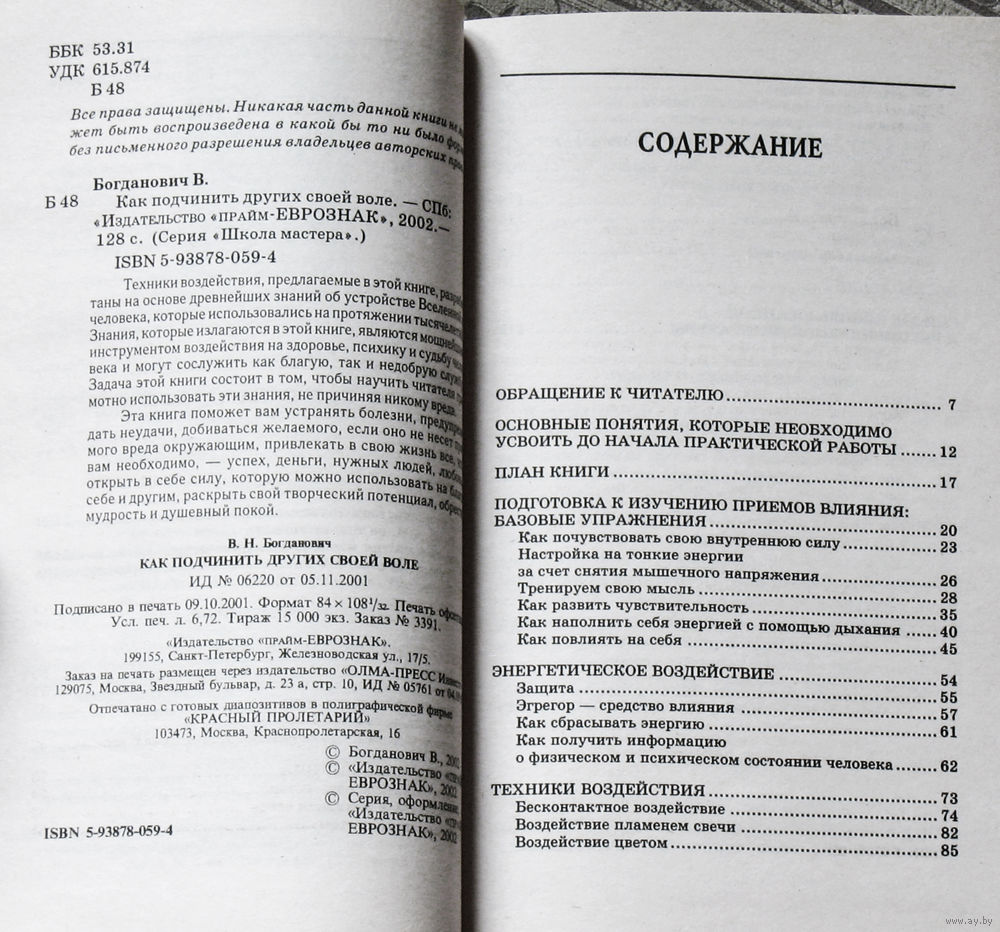 ББК 53.31
УДК 615.874
Б 48
Все права защищены. Никакая часть данной книги не
жет быть воспроизведена в какой бы то ни было
без письменного разрешения владельцев авторских
Богданович В.
Б 48 Как подчинить других своей воле. — СПб:
«Издательство «ПРАЙМ-ЕВРОЗНАК», 2002.—
128 с. (Серия «Школа мастера».)
ISBN 5-93878-059-4
Техники воздействия, предлагаемые в этой книге,
таны на основе древнейших знаний об устройстве
человека, которые использовались на протяжении
Знания, которые излагаются в этой книге, являются
инструментом воздействия на здоровье, психику и судьбу
века и могут сослужить как благую, так и недобрую
Задача этой книги состоит в том, чтобы научить читателя
мотно использовать эти знания, не причиняя никому вреда.
Эта книга поможет вам устранять болезни,
дать неудачи, добиваться желаемого, если оно не несет
мого вреда окружающим, привлекать в свою жизнь все,
вам необходимо, — успех, деньги, нужных людей,
открыть в себе силу, которую можно использовать на
себе и другим, раскрыть свой творческий потенциал,
мудрость и душевный покой.
В. Н. Богданович
КАК ПОДЧИНИТЬ ДРУГИХ СВОЕЙ ВОЛЕ
ИД № 06220 от 05.11.2001
Подписано в печать 09.10.2001. Формат 84 × 108 1/32. Печать
Усл. печ. л. 6,72. Тираж 15 000 экз. Заказ № 3391.
«Издательство «ПРАЙМ-ЕВРОЗНАК».
199155, Санкт-Петербург, Железноводская ул., 17/5.
Заказ на печать размещен через издательство «ОЛМА-ПРЕСС
129075, Москва, Звездный бульвар, д. 23 а, стр. 10, ИД № 05761 от
Отпечатано с готовых диапозитивов в полиграфической фирме
«КРАСНЫЙ ПРОЛЕТАРИЙ»
103473, Москва, Краснопролетарская, 16
© Богданович В., 2002
© «Издательство
ЕВРОЗНАК», 2002
© Серия, оформление.
«Издательство
ЕВРОЗНАК», 2002
ISBN 5-93878-059-4
СОДЕРЖАНИЕ
ОБРАЩЕНИЕ К ЧИТАТЕЛЮ 7
ОСНОВНЫЕ ПОНЯТИЯ, КОТОРЫЕ НЕОБХОДИМО
УСВОИТЬ ДО НАЧАЛА ПРАКТИЧЕСКОЙ РАБОТЫ 12
ПЛАН КНИГИ 17
ПОДГОТОВКА К ИЗУЧЕНИЮ ПРИЕМОВ ВЛИЯНИЯ:
БАЗОВЫЕ УПРАЖНЕНИЯ 20
Как почувствовать свою внутреннюю силу 23
Настройка на тонкие энергии
за счет снятия мышечного напряжения 26
Тренируем свою мысль 28
Как развить чувствительность 35
Как наполнить себя энергией с помощью дыхания 40
Как повлиять на себя 45
ЭНЕРГЕТИЧЕСКОЕ ВОЗДЕЙСТВИЕ 54
Защита 55
Эгрегор — средство влияния 57
Как сбрасывать энергию 61
Как получить информацию
о физическом и психическом состоянии человека 62
ТЕХНИКИ ВОЗДЕЙСТВИЯ 73
Бесконтактное воздействие 74
Воздействие пламенем свечи 82
Воздействие цветом 85
www.ay.by